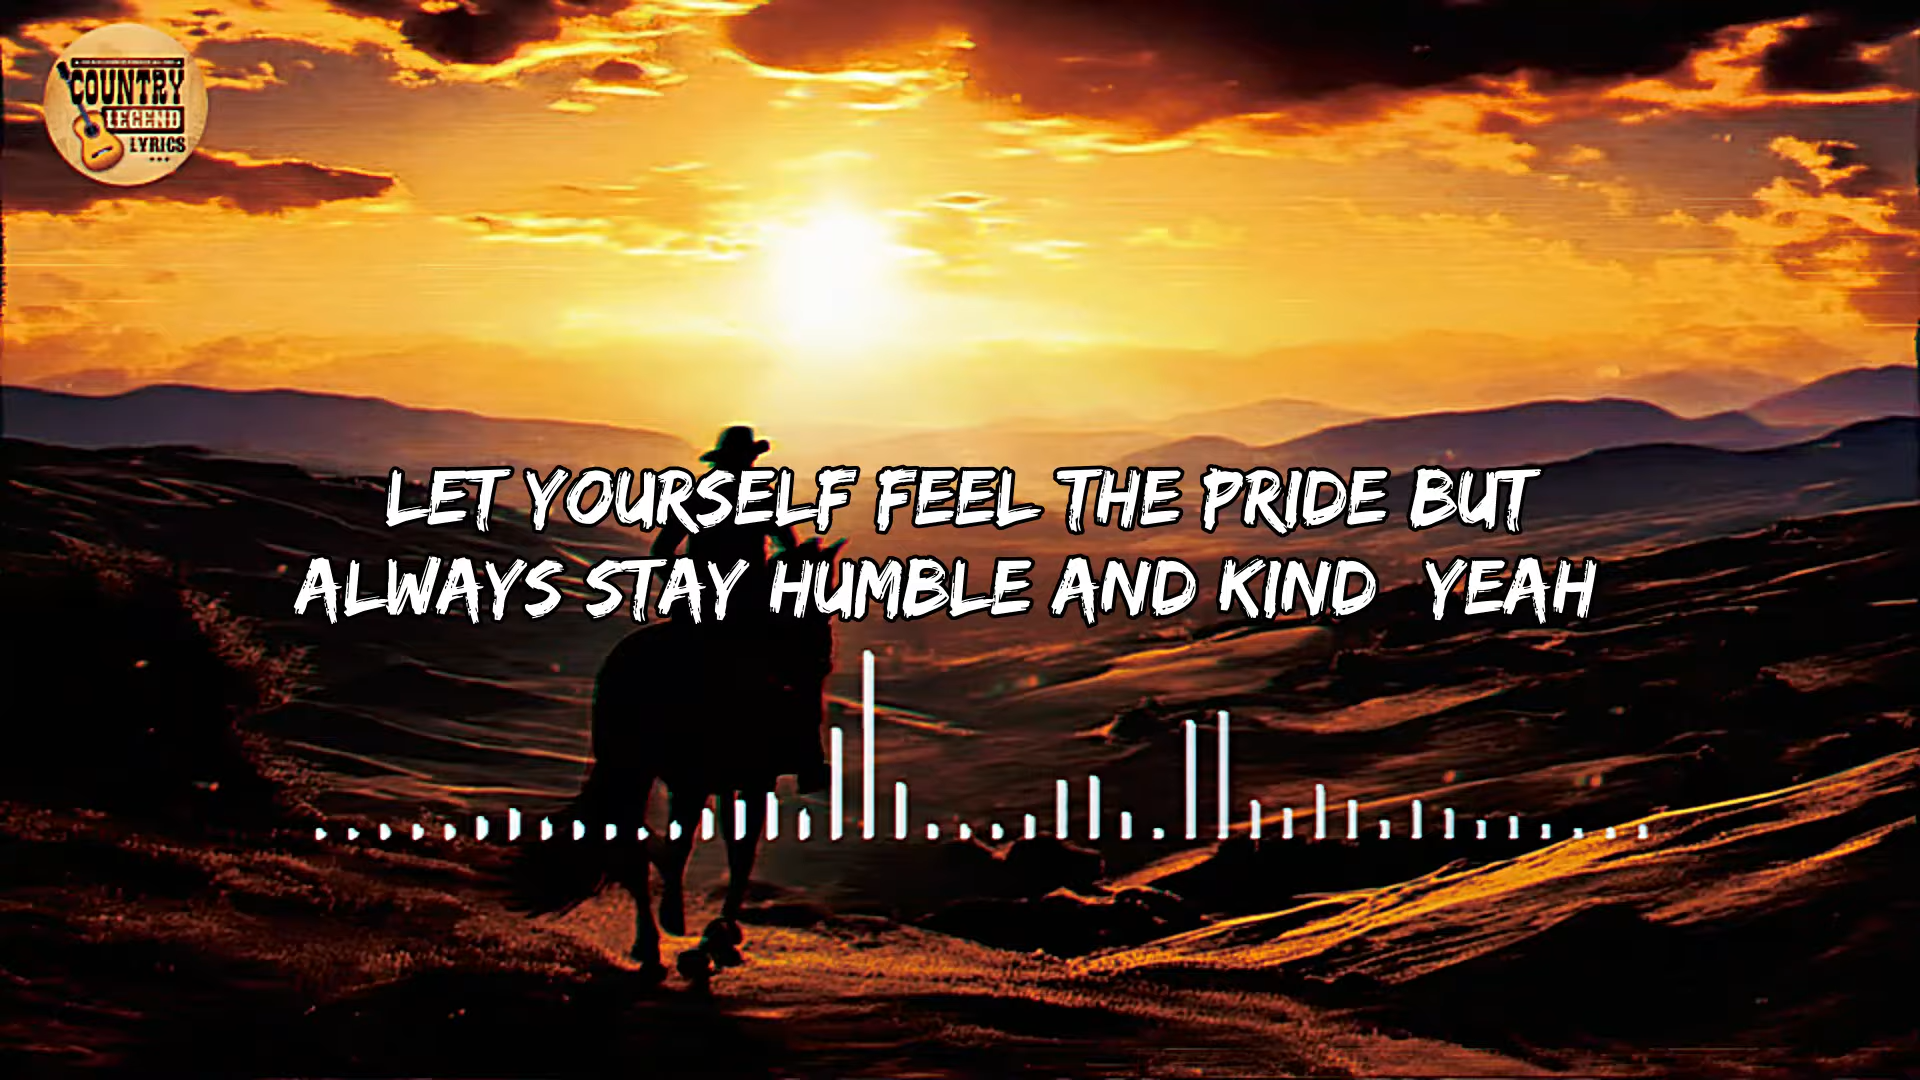 COUNTRY
LEGEND
LYRICS
LET YOURSELF FEEL THE PRIDE BUT
ALWAYS STAY HUMBLE AND KIND YEAH